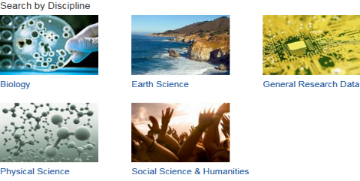 Search by Discipline
Biology
Earth Science
General Research Data
Physical Science
Social Science & Humanities